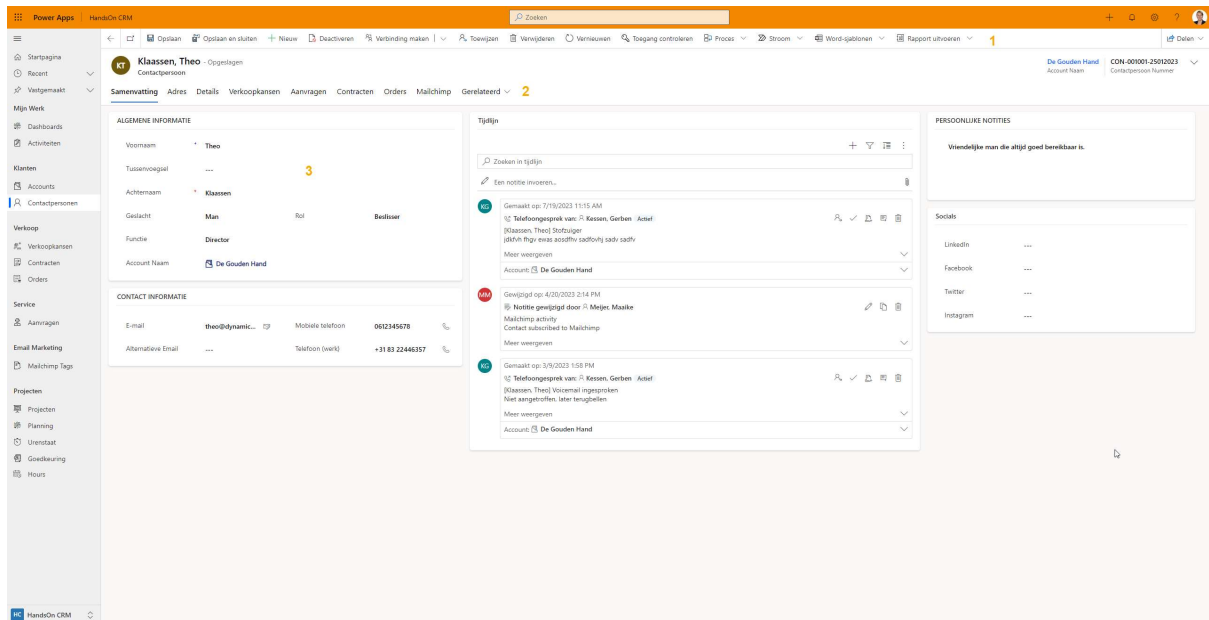 Power Apps HandsOn CRM Zoeken
Opslaan Opslaan en sluiten Nieuw Deactiveren Verbinding maken Toewijzen Verwijderen Vernieuwen Toegang controleren Proces Stroom Word-sjablonen Rapport uitvoeren 1 Delen
Startpagina
Recent
Vastgemaakt
Mijn Werk
Dashboards
Activiteiten
Klanten
Accounts
Contactpersonen
Verkoop
Verkoopkansen
Contracten
Orders
Service
Aanvragen
Email Marketing
Mailchimp Tags
Projecten
Projecten
Planning
Urenstaat
Goedkeuring
Hours
HC HandsOn CRM
KT Klaassen, Theo - Opgeslagen
Contactpersoon
De Gouden Hand
Account Naam
CON-001001-25012023
Contactpersoon Nummer
Samenvatting Adres Details Verkoopkansen Aanvragen Contracten Orders Mailchimp Gerelateerd 2
ALGEMENE INFORMATIE
Voornaam * Theo
Tussenvoegsel --- 3
Achternaam * Klaassen
Geslacht Man Rol Beslisser
Functie Director
Account Naam De Gouden Hand
CONTACT INFORMATIE
E-mail theo@dynamic... Mobiele telefoon 0612345678
Alternatieve Email --- Telefoon (werk) +31 83 22446357
Tijdlijn
Zoeken in tijdlijn
Een notitie invoeren...
KG Gemaakt op: 7/19/2023 11:15 AM
Telefoongesprek van: Kessen, Gerben Actief
[Klaassen, Theo] Stofzuiger
jdkfvh fhgv ewas aosdfhv sadfovhj sadv sadfv
Meer weergeven
Account: De Gouden Hand
MM Gewijzigd op: 4/20/2023 2:14 PM
Notitie gewijzigd door Meijer, Maaike
Mailchimp activity
Contact subscribed to Mailchimp
Meer weergeven
KG Gemaakt op: 3/9/2023 1:58 PM
Telefoongesprek van: Kessen, Gerben Actief
[Klaassen, Theo] Voicemail ingesproken
Niet aangetroffen, later terugbellen
Meer weergeven
Account: De Gouden Hand
PERSOONLIJKE NOTITIES
Vriendelijke man die altijd goed bereikbaar is.
Socials
LinkedIn ---
Facebook ---
Twitter ---
Instagram ---